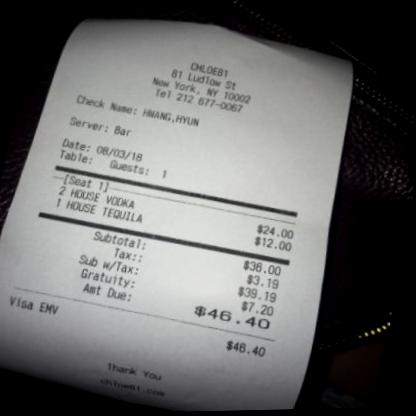 CHLOE81
81 Ludlow St
New York, NY 10002
Tel 212 677-0067
Check Name: HWANG,HYUN
Server: Bar
Date: 08/03/18
Table: Guests: 1
[Seat 1]
2 HOUSE VODKA $24.00
1 HOUSE TEQUILA $12.00
Subtotal: $36.00
Tax:: $3.19
Sub w/Tax: $39.19
Gratuity: $7.20
Amt Due: $46.40
Visa EMV $46.40
Thank You
chloe81.com